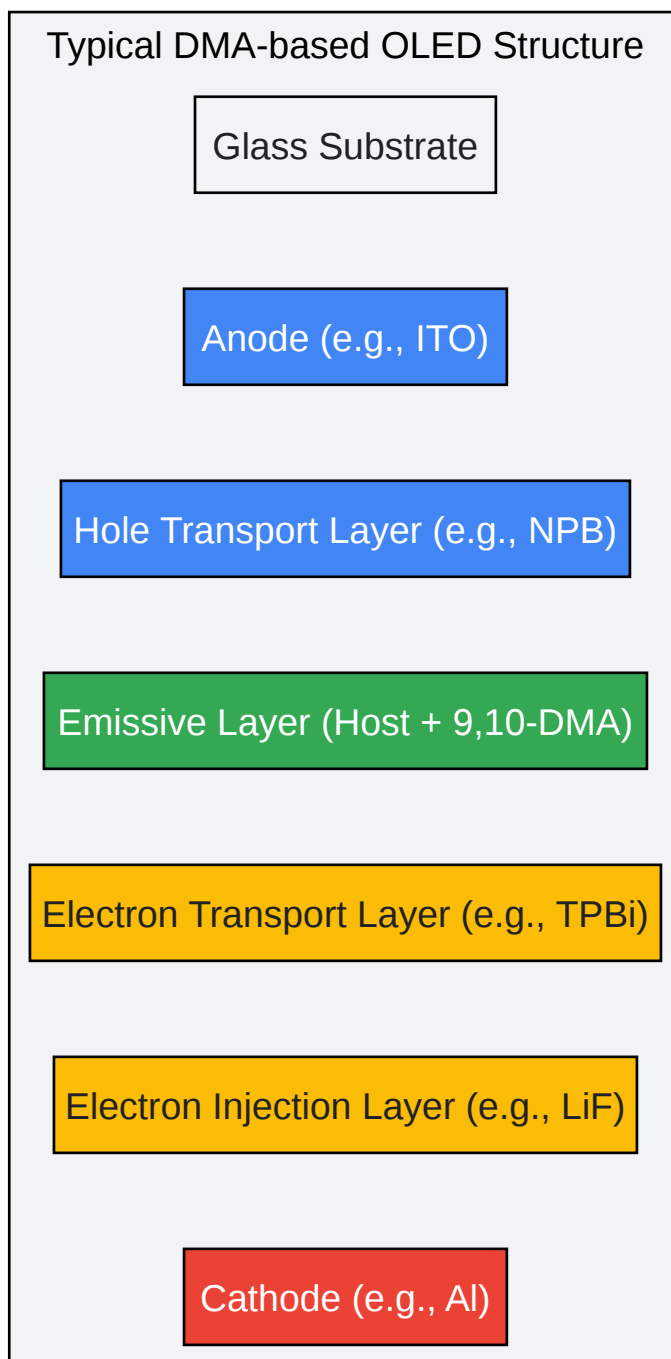 Typical DMA-based OLED Structure
Glass Substrate
Anode (e.g., ITO)
Hole Transport Layer (e.g., NPB)
Emissive Layer (Host + 9,10-DMA)
Electron Transport Layer (e.g., TPBi)
Electron Injection Layer (e.g., LiF)
Cathode (e.g., Al)